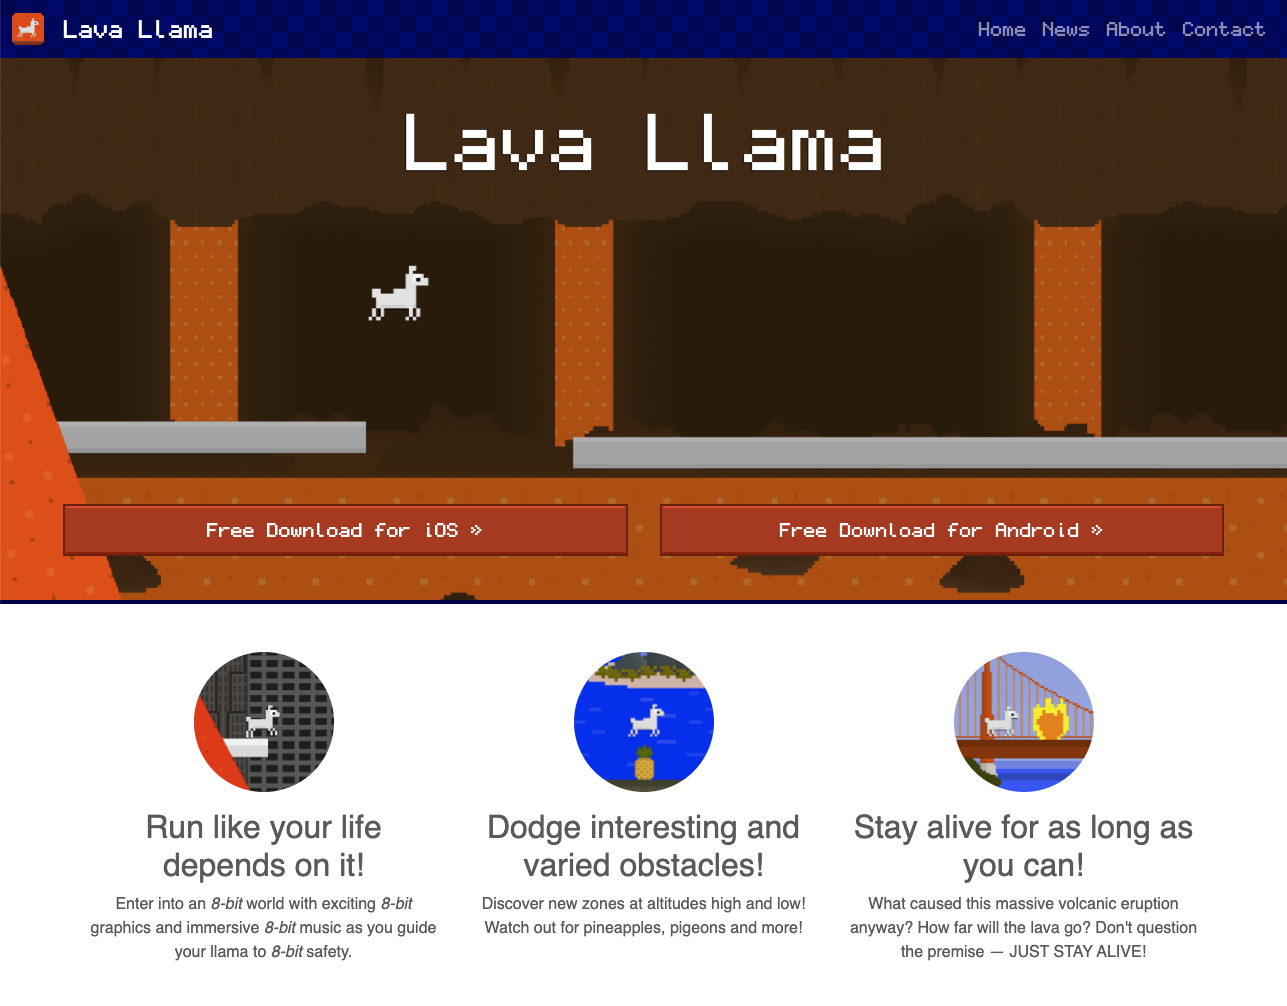 Lava Llama
Home News About Contact
Lava Llama
Free Download for iOS »
Free Download for Android »
Run like your life
depends on it!
Enter into an 8-bit world with exciting 8-bit
graphics and immersive 8-bit music as you guide
your llama to 8-bit safety.
Dodge interesting and
varied obstacles!
Discover new zones at altitudes high and low!
Watch out for pineapples, pigeons and more!
Stay alive for as long as
you can!
What caused this massive volcanic eruption
anyway? How far will the lava go? Don't question
the premise — JUST STAY ALIVE!